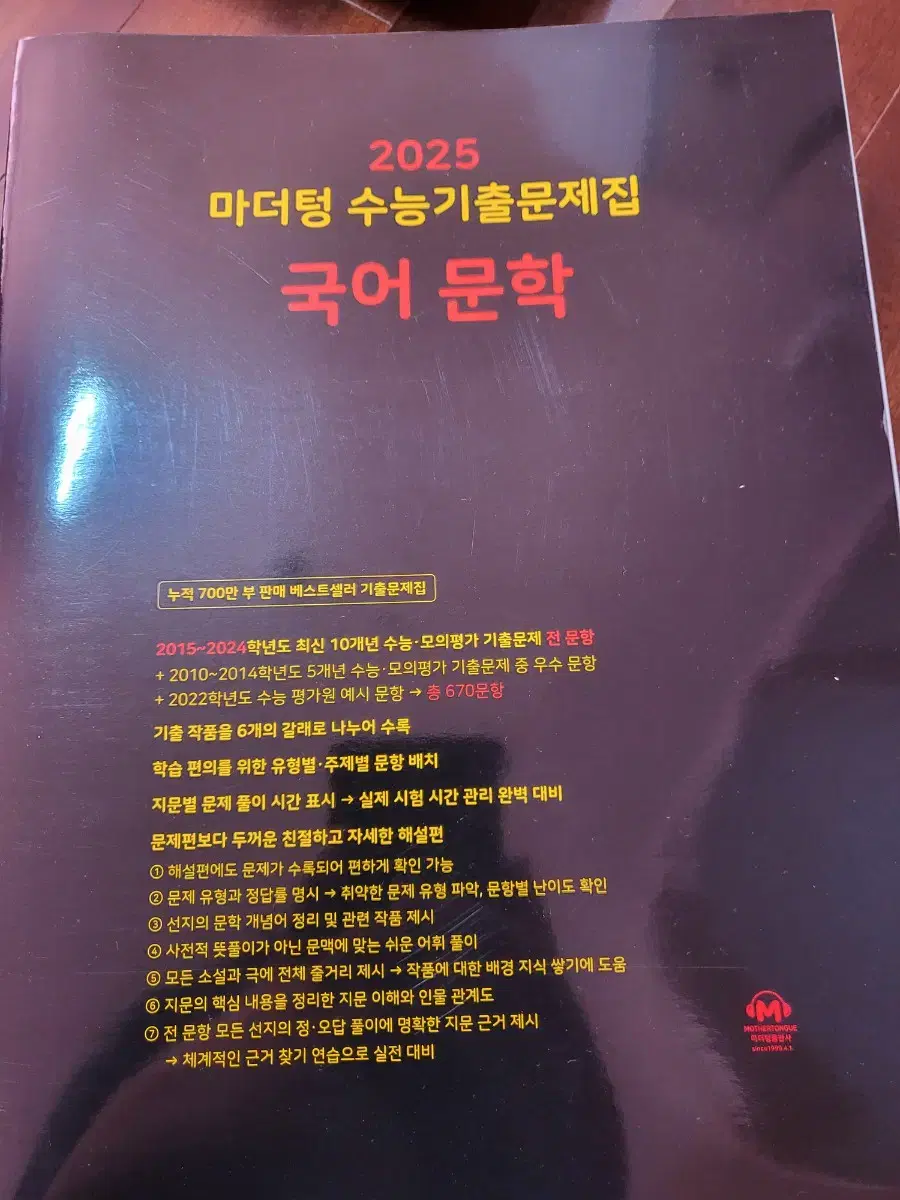 2025
마더텅 수능기출문제집
국어 문학
누적 700만 부 판매 베스트셀러 기출문제집
2015~2024학년도 최신 10개년 수능·모의평가 기출문제 전 문항
+ 2010~2014학년도 5개년 수능·모의평가 기출문제 중 우수 문항
+ 2022학년도 수능 평가원 예시 문항 → 총 670문항
기출 작품을 6개의 갈래로 나누어 수록
학습 편의를 위한 유형별·주제별 문항 배치
지문별 문제 풀이 시간 표시 → 실제 시험 시간 관리 완벽 대비
문제편보다 두꺼운 친절하고 자세한 해설편
① 해설편에도 문제가 수록되어 편하게 확인 가능
② 문제 유형과 정답률 명시 → 취약한 문제 유형 파악, 문항별 난이도 확인
③ 선지의 문학 개념어 정리 및 관련 작품 제시
④ 사전적 뜻풀이가 아닌 문맥에 맞는 쉬운 어휘 풀이
⑤ 모든 소설과 극에 전체 줄거리 제시 → 작품에 대한 배경 지식 쌓기에 도움
⑥ 지문의 핵심 내용을 정리한 지문 이해와 인물 관계도
⑦ 전 문항 모든 선지의 정·오답 풀이에 명확한 지문 근거 제시
→ 체계적인 근거 찾기 연습으로 실전 대비
M
MOTHERTONGUE
마더텅출판사
since1999.4.1.